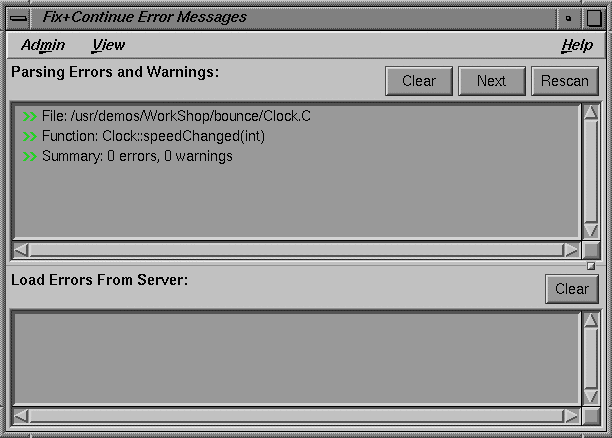 Fix+Continue Error Messages
Admin View Help
Parsing Errors and Warnings: Clear Next Rescan
>> File: /usr/demos/WorkShop/bounce/Clock.C
>> Function: Clock::speedChanged(int)
>> Summary: 0 errors, 0 warnings
Load Errors From Server: Clear